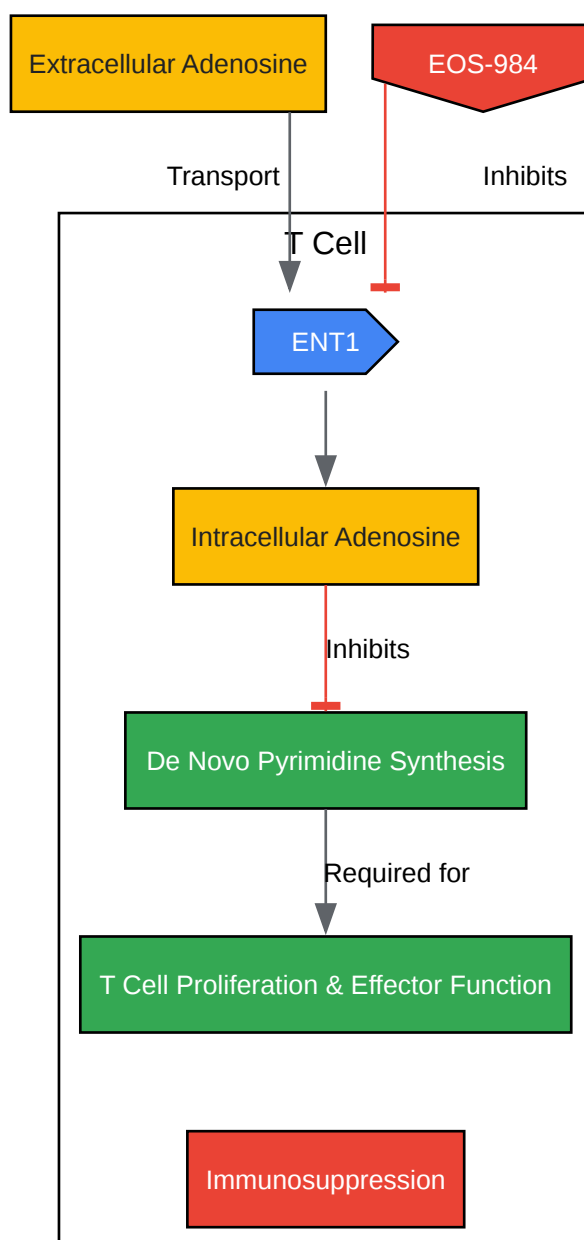 Extracellular Adenosine
EOS-984
Transport
Inhibits
T Cell
ENT1
Intracellular Adenosine
Inhibits
De Novo Pyrimidine Synthesis
Required for
T Cell Proliferation & Effector Function
Immunosuppression